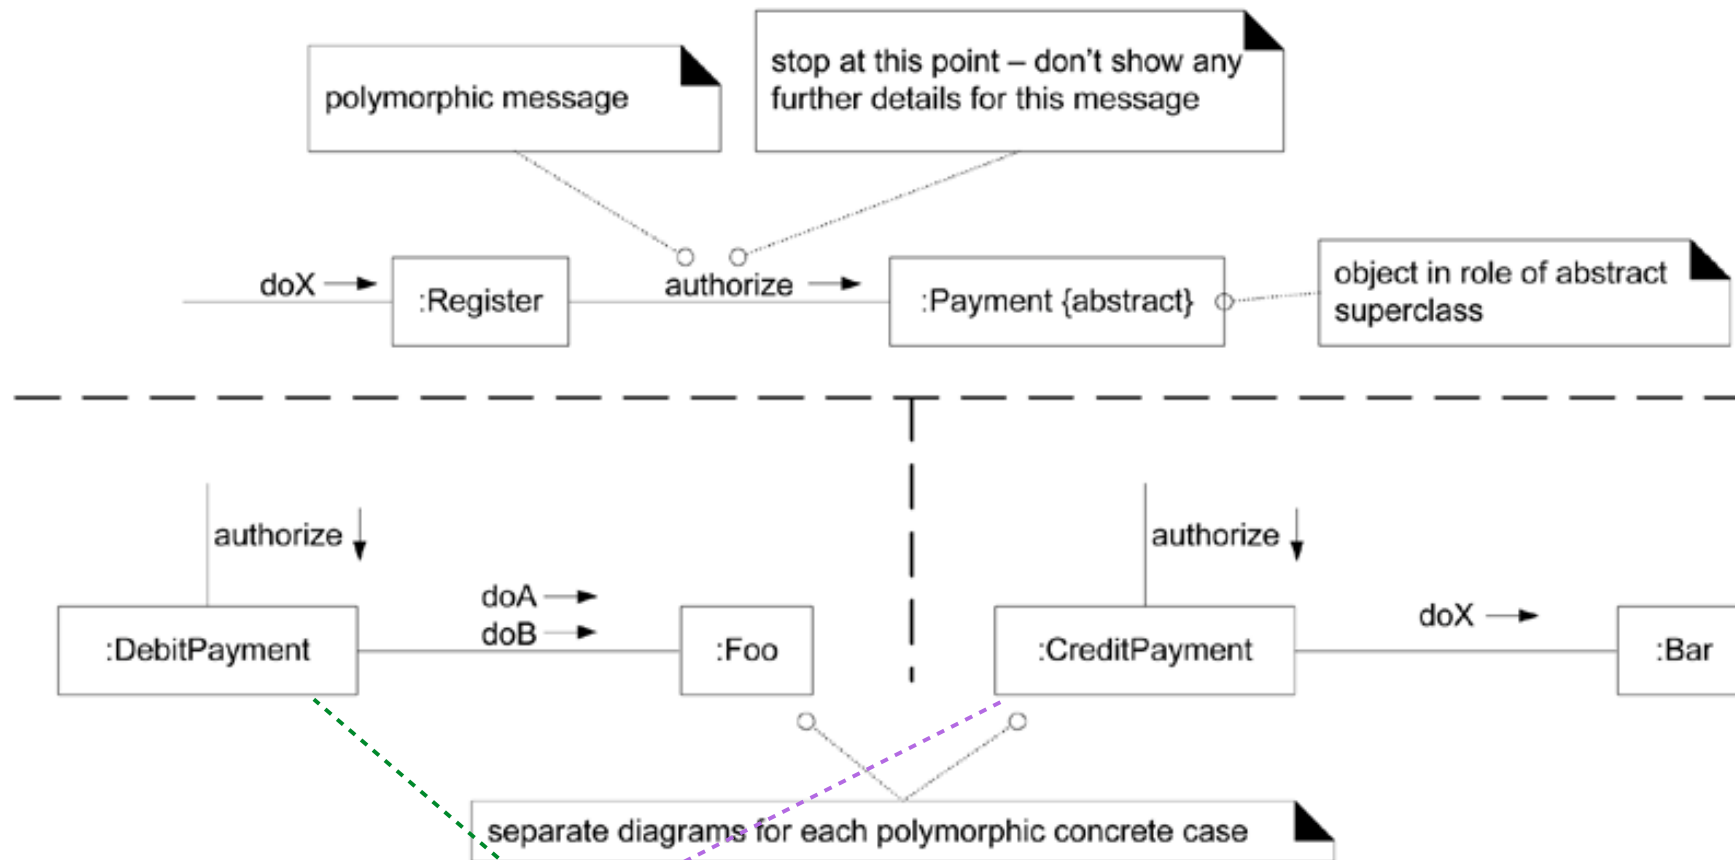 stop at this point – don't show any
further details for this message
polymorphic message
doX
:Register
authorize
:Payment {abstract}
object in role of abstract
superclass
authorize
authorize
doA
doB
doX
:DebitPayment
:Foo
:CreditPayment
:Bar
separate diagrams for each polymorphic concrete case